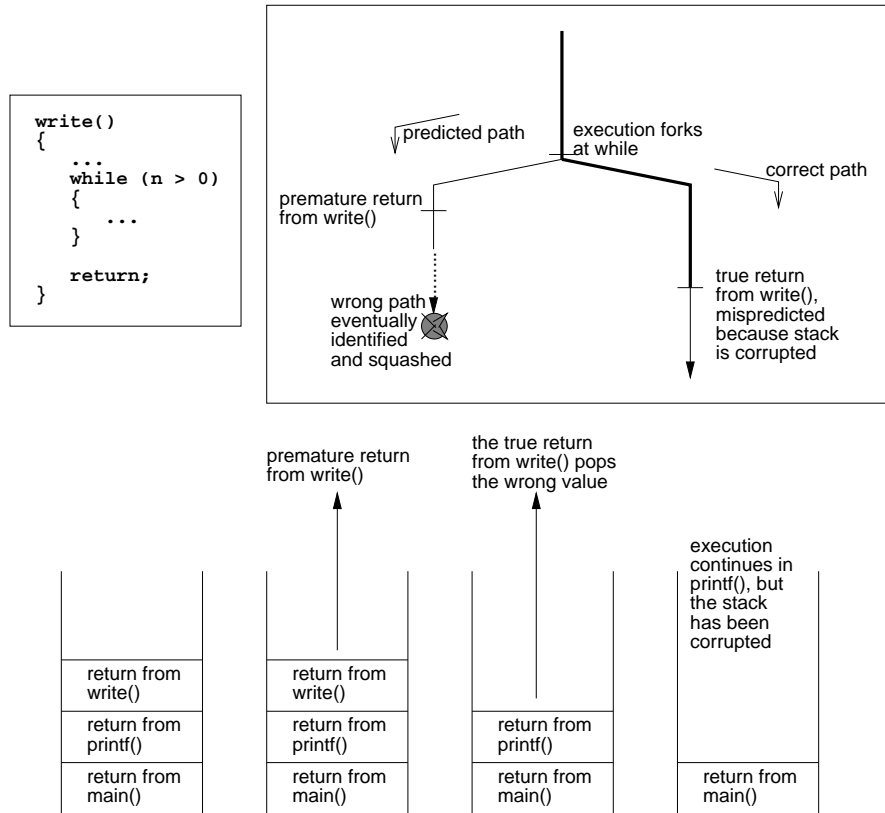 write()
{
...
while (n > 0)
{
...
}
return;
}
predicted path
execution forks
at while
correct path
premature return
from write()
wrong path
eventually
identified
and squashed
true return
from write(),
mispredicted
because stack
is corrupted
premature return
from write()
the true return
from write() pops
the wrong value
execution
continues in
printf(), but
the stack
has been
corrupted
return from
write()
return from
printf()
return from
main()
return from
write()
return from
printf()
return from
main()
return from
printf()
return from
main()
return from
main()